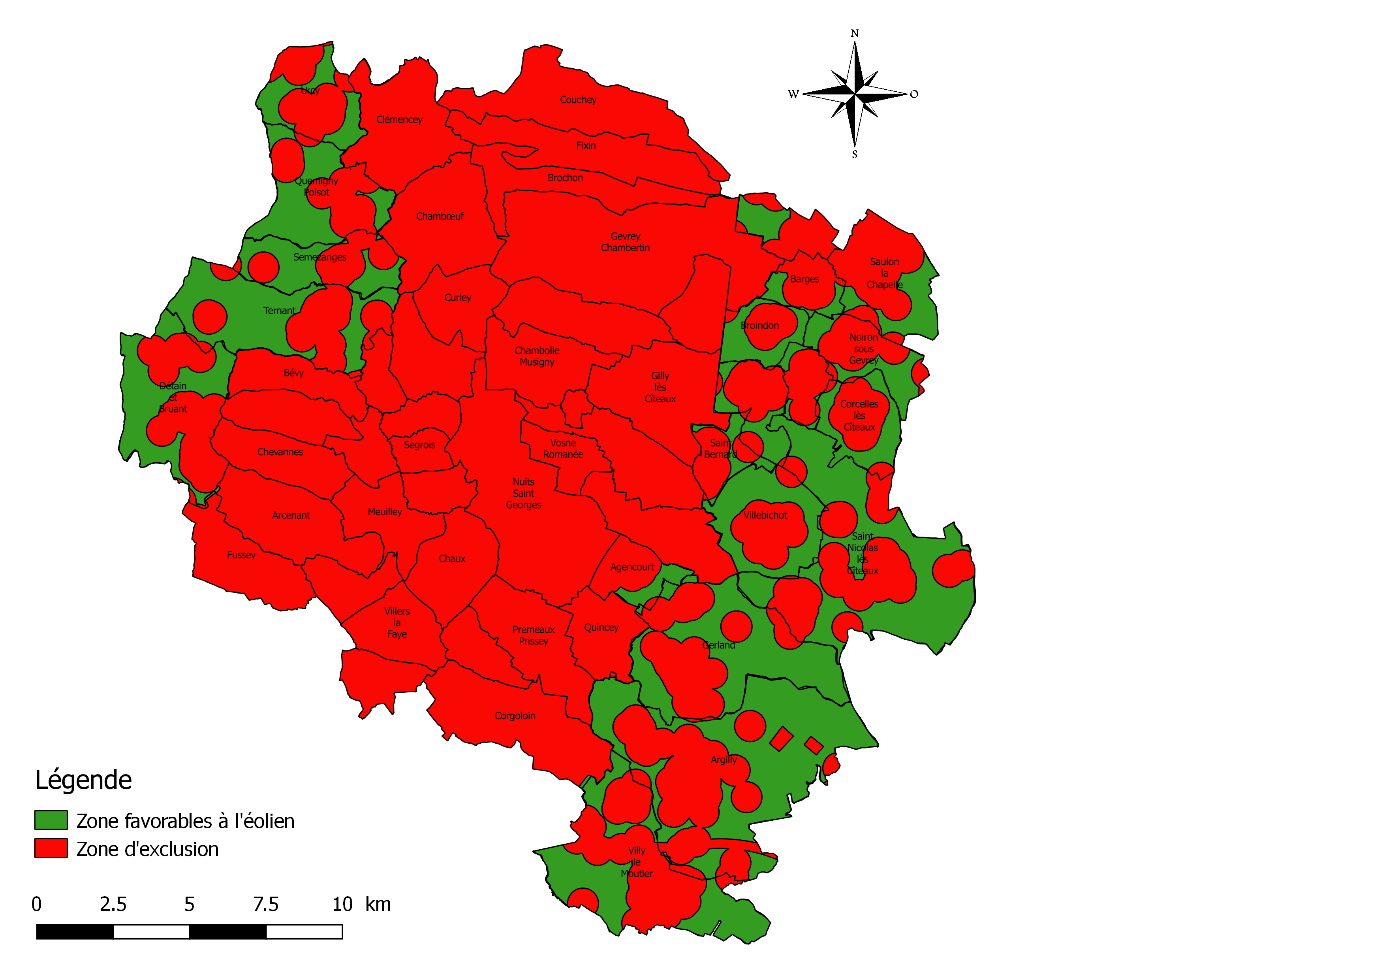 N
W
O
S
Urcy
Couchey
Clémencey
Fixin
Brochon
Quemigny
Poisot
Chambœuf
Gevrey
Chambertin
Semezanges
Saulon
la
Chapelle
Barges
Curley
Ternant
Broindon
Noiron
sous
Gevrey
Chambolle
Musigny
Bévy
Gilly
lès
Cîteaux
Détain
et
Bruant
Corcelles
lès
Cîteaux
Segrois
Vosne
Romanée
Saint
Bernard
Chevannes
Nuits
Saint
Georges
Meuilley
Arcenant
Villebichot
Saint
Nicolas
lès
Cîteaux
Fussey
Chaux
Agencourt
Villers
la
Faye
Premeaux
Prissey
Quincey
Gerland
Corgoloin
Argilly
Villy
le
Moutier
Légende
Zone favorables à l'éolien
Zone d'exclusion
0 2.5 5 7.5 10 km